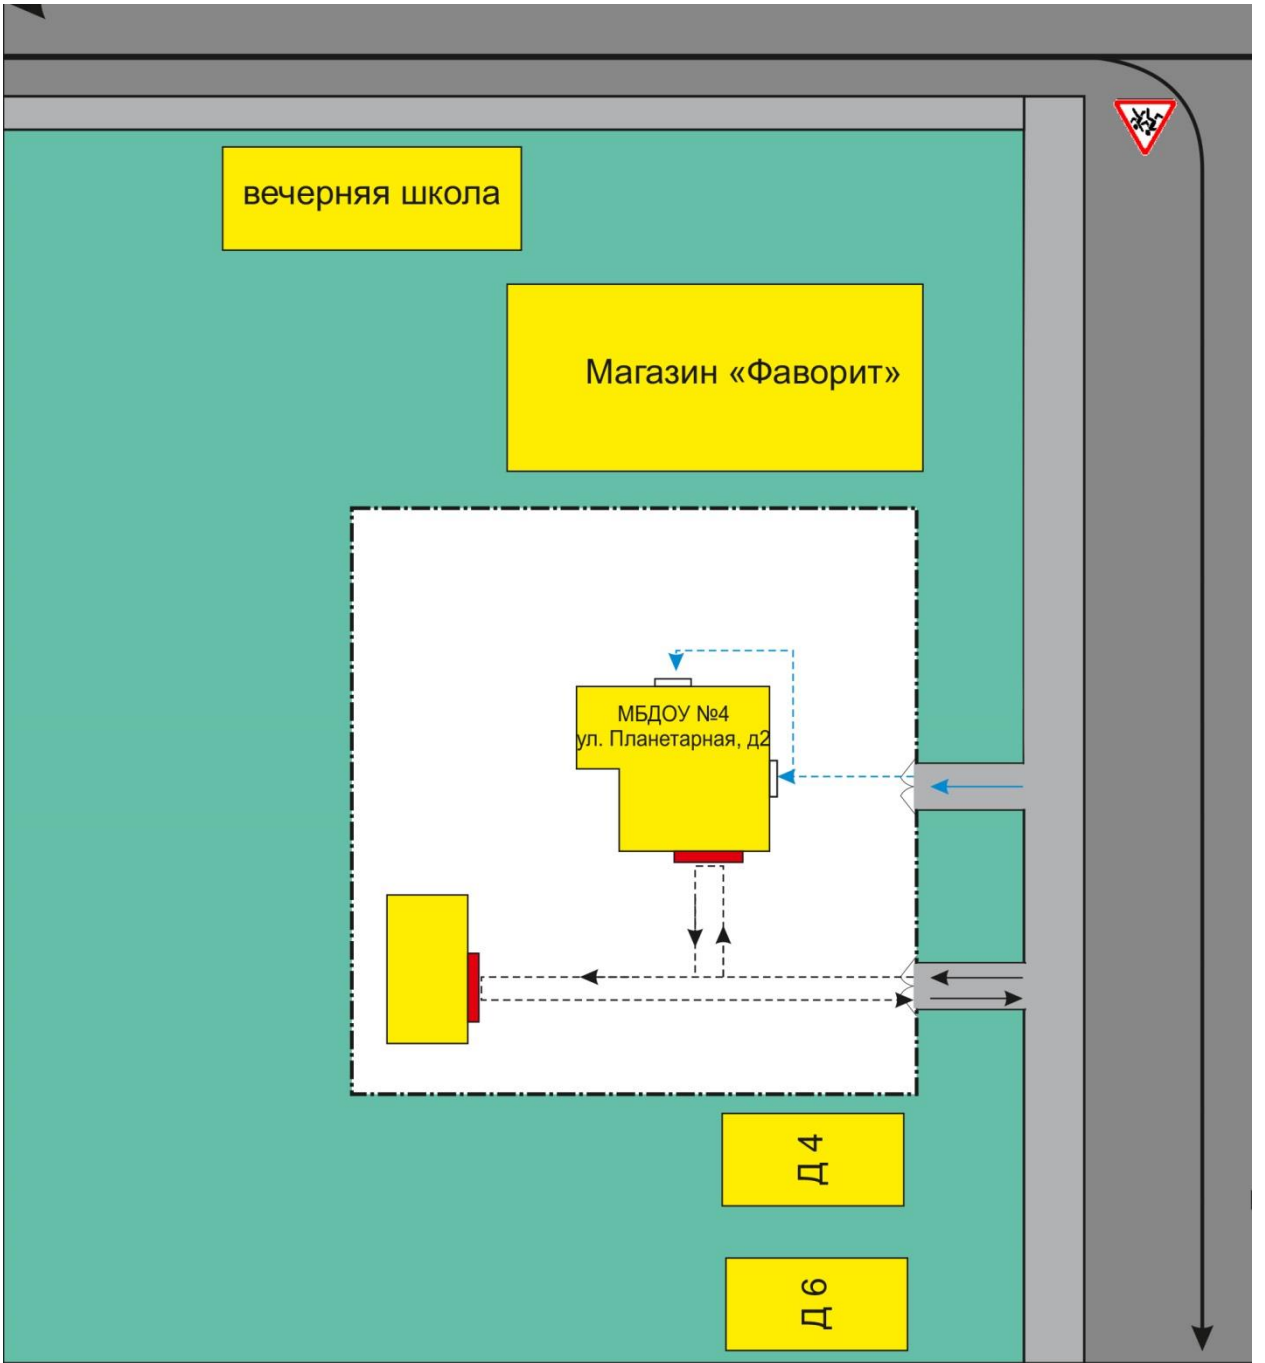 вечерняя школа
Магазин «Фаворит»
МБДОУ №4
ул. Планетарная, д2
Д 4
Д 6